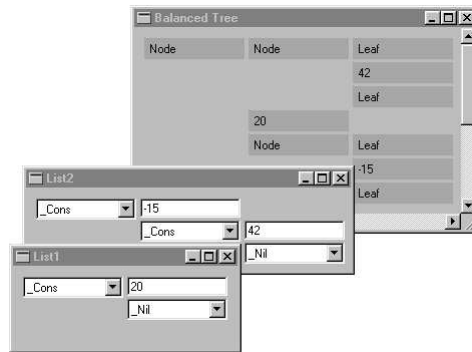 Balanced Tree
Node Node Leaf
42
Leaf
20
Node Leaf
-15
Leaf
List2
_Cons -15
_Cons 42
_Nil
List1
_Cons 20
_Nil